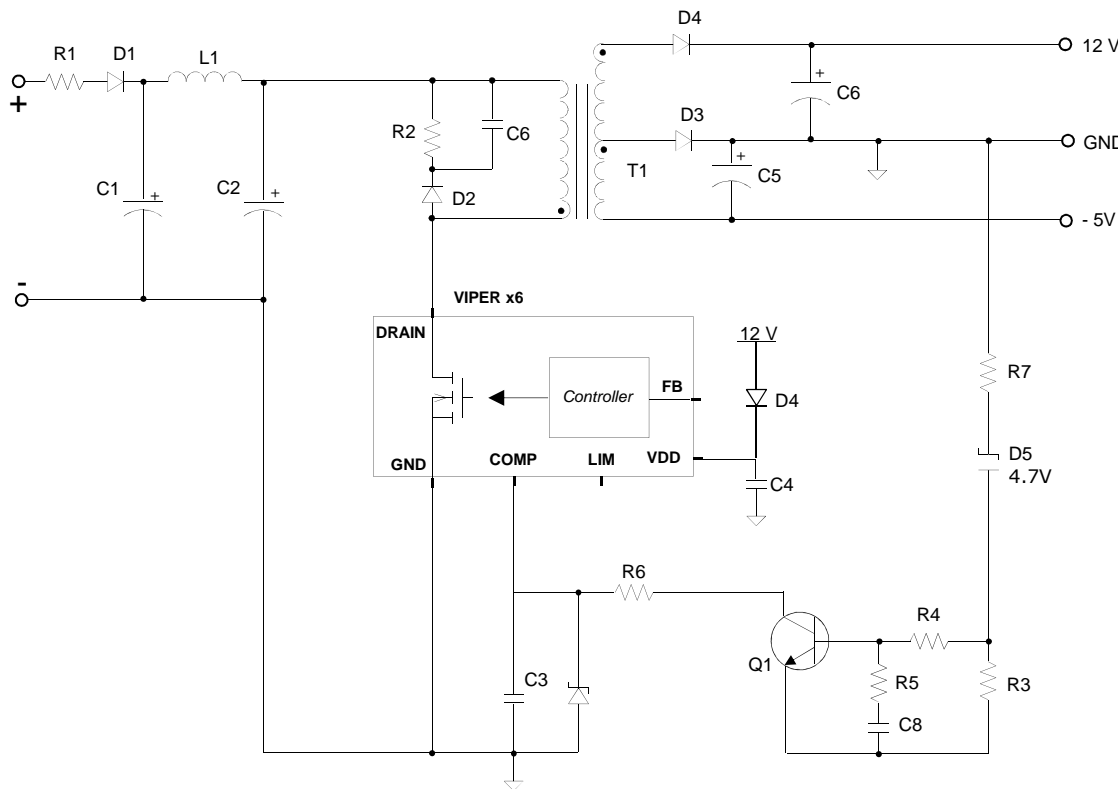 D4
12 V
R1
D1
L1
+
+
C6
R2
C6
D3
GND
T1
+
C5
C1
+
C2
+
D2
- 5V
-
VIPER x6
DRAIN
12 V
R7
Controller
FB
D4
D5
4.7V
GND
COMP
LIM
VDD
C4
R6
R4
Q1
C3
R5
R3
C8